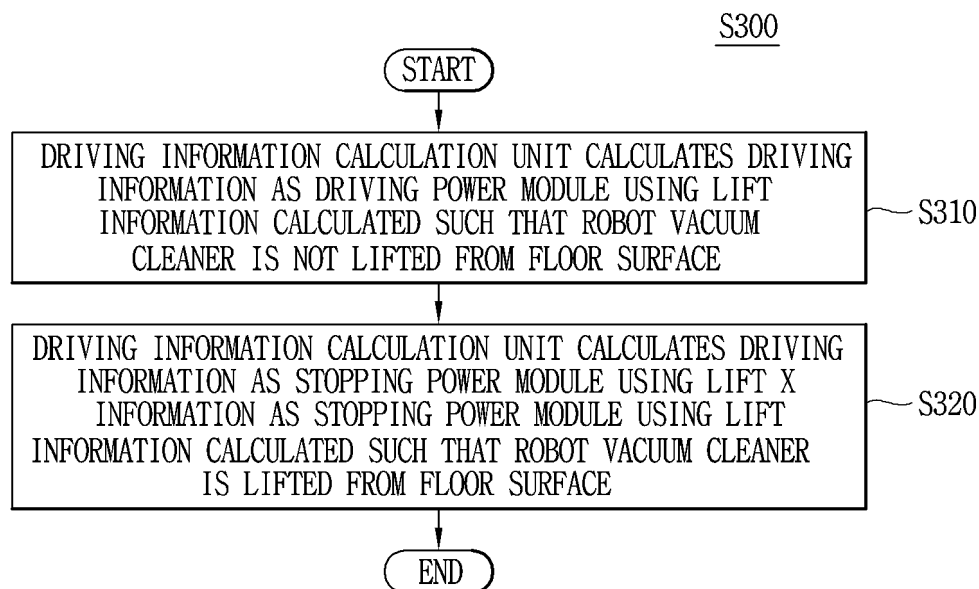 S300
START
DRIVING INFORMATION CALCULATION UNIT CALCULATES DRIVING
INFORMATION AS DRIVING POWER MODULE USING LIFT
INFORMATION CALCULATED SUCH THAT ROBOT VACUUM
CLEANER IS NOT LIFTED FROM FLOOR SURFACE
S310
DRIVING INFORMATION CALCULATION UNIT CALCULATES DRIVING
INFORMATION AS STOPPING POWER MODULE USING LIFT X
INFORMATION AS STOPPING POWER MODULE USING LIFT
INFORMATION CALCULATED SUCH THAT ROBOT VACUUM CLEANER
IS LIFTED FROM FLOOR SURFACE
S320
END